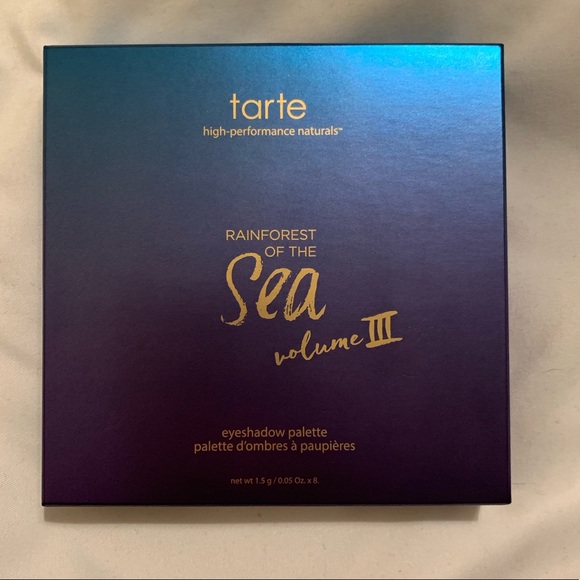 tarte
high-performance naturals™
RAINFOREST
OF THE
Sea
volume III
eyeshadow palette
palette d'ombres à paupières
net wt 1.5 g / 0.05 Oz. x 8.